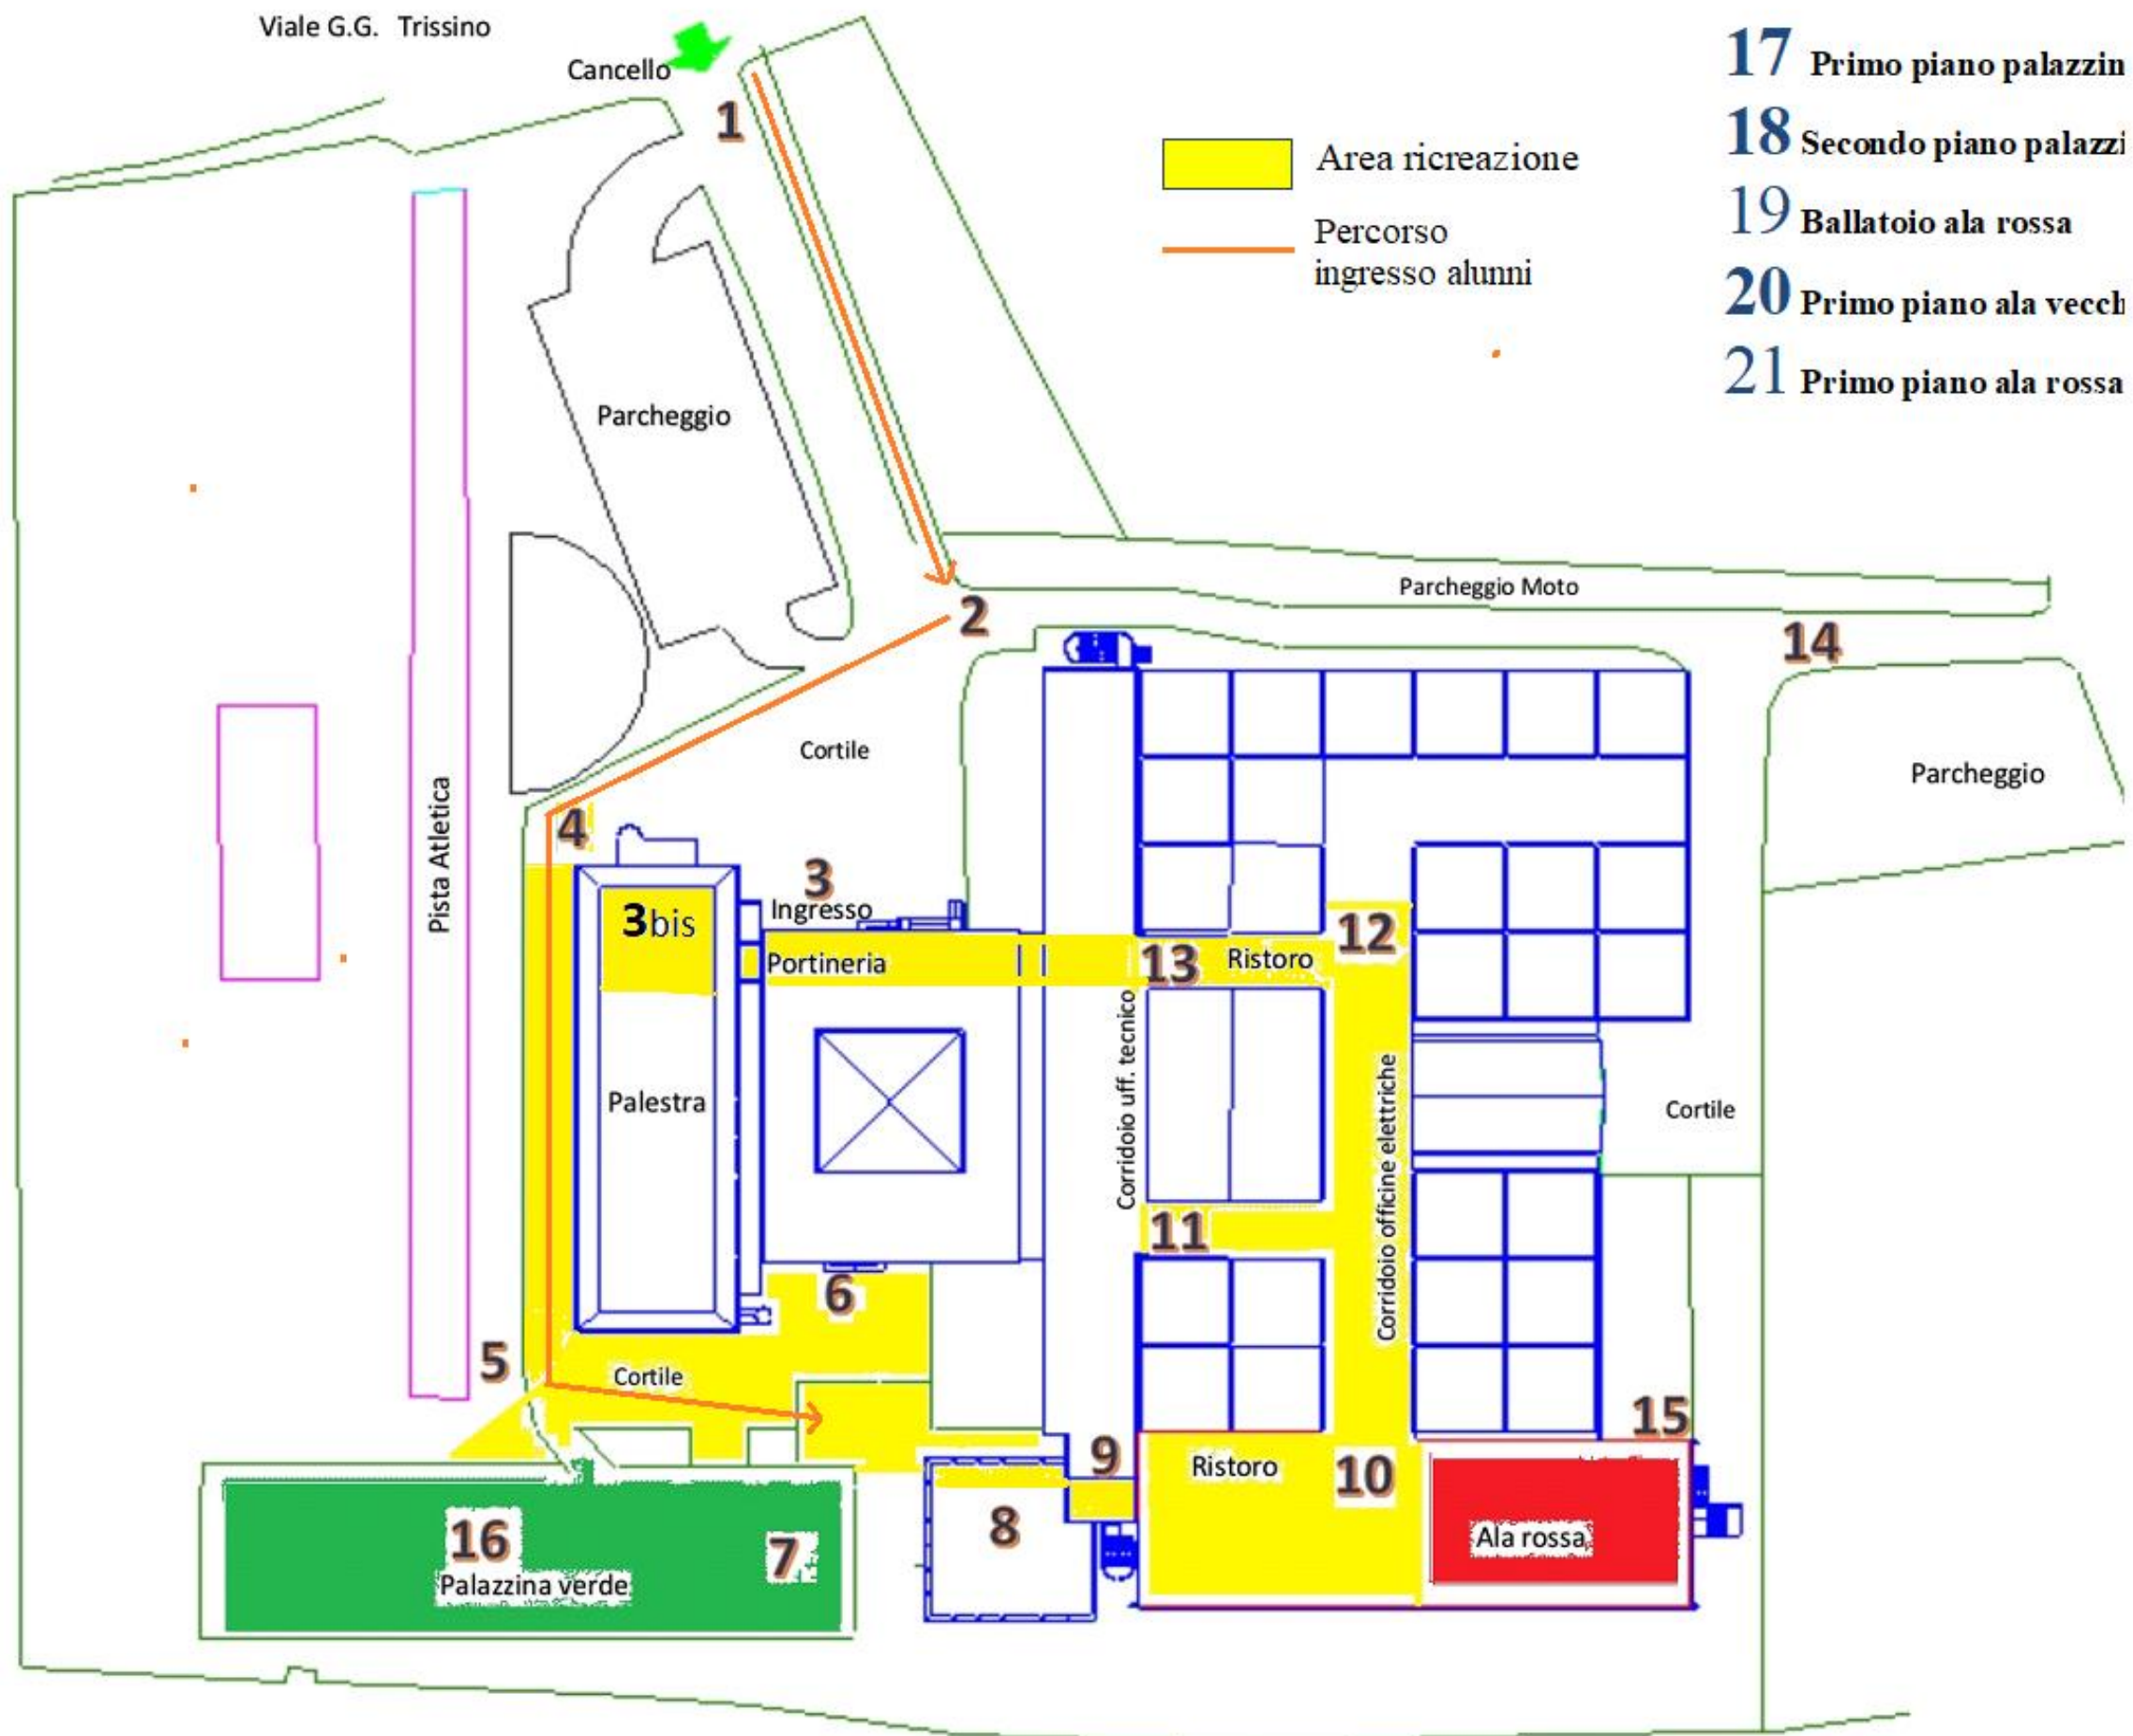 Viale G.G. Trissino
Cancello
1
Area ricreazione
Percorso
ingresso alunni
17 Primo piano palazzin
18 Secondo piano palazzi
19 Ballatoio ala rossa
20 Primo piano ala vecch
21 Primo piano ala rossa
Parcheggio
Parcheggio Moto
2
14
Cortile
Parcheggio
Pista Atletica
4
3
Ingresso
3bis
Portineria
13
Ristoro
12
Palestra
Corridoio uff. tecnico
Corridoio officine elettriche
Cortile
11
6
5
Cortile
15
9
Ristoro
10
8
Ala rossa
16
7
Palazzina verde